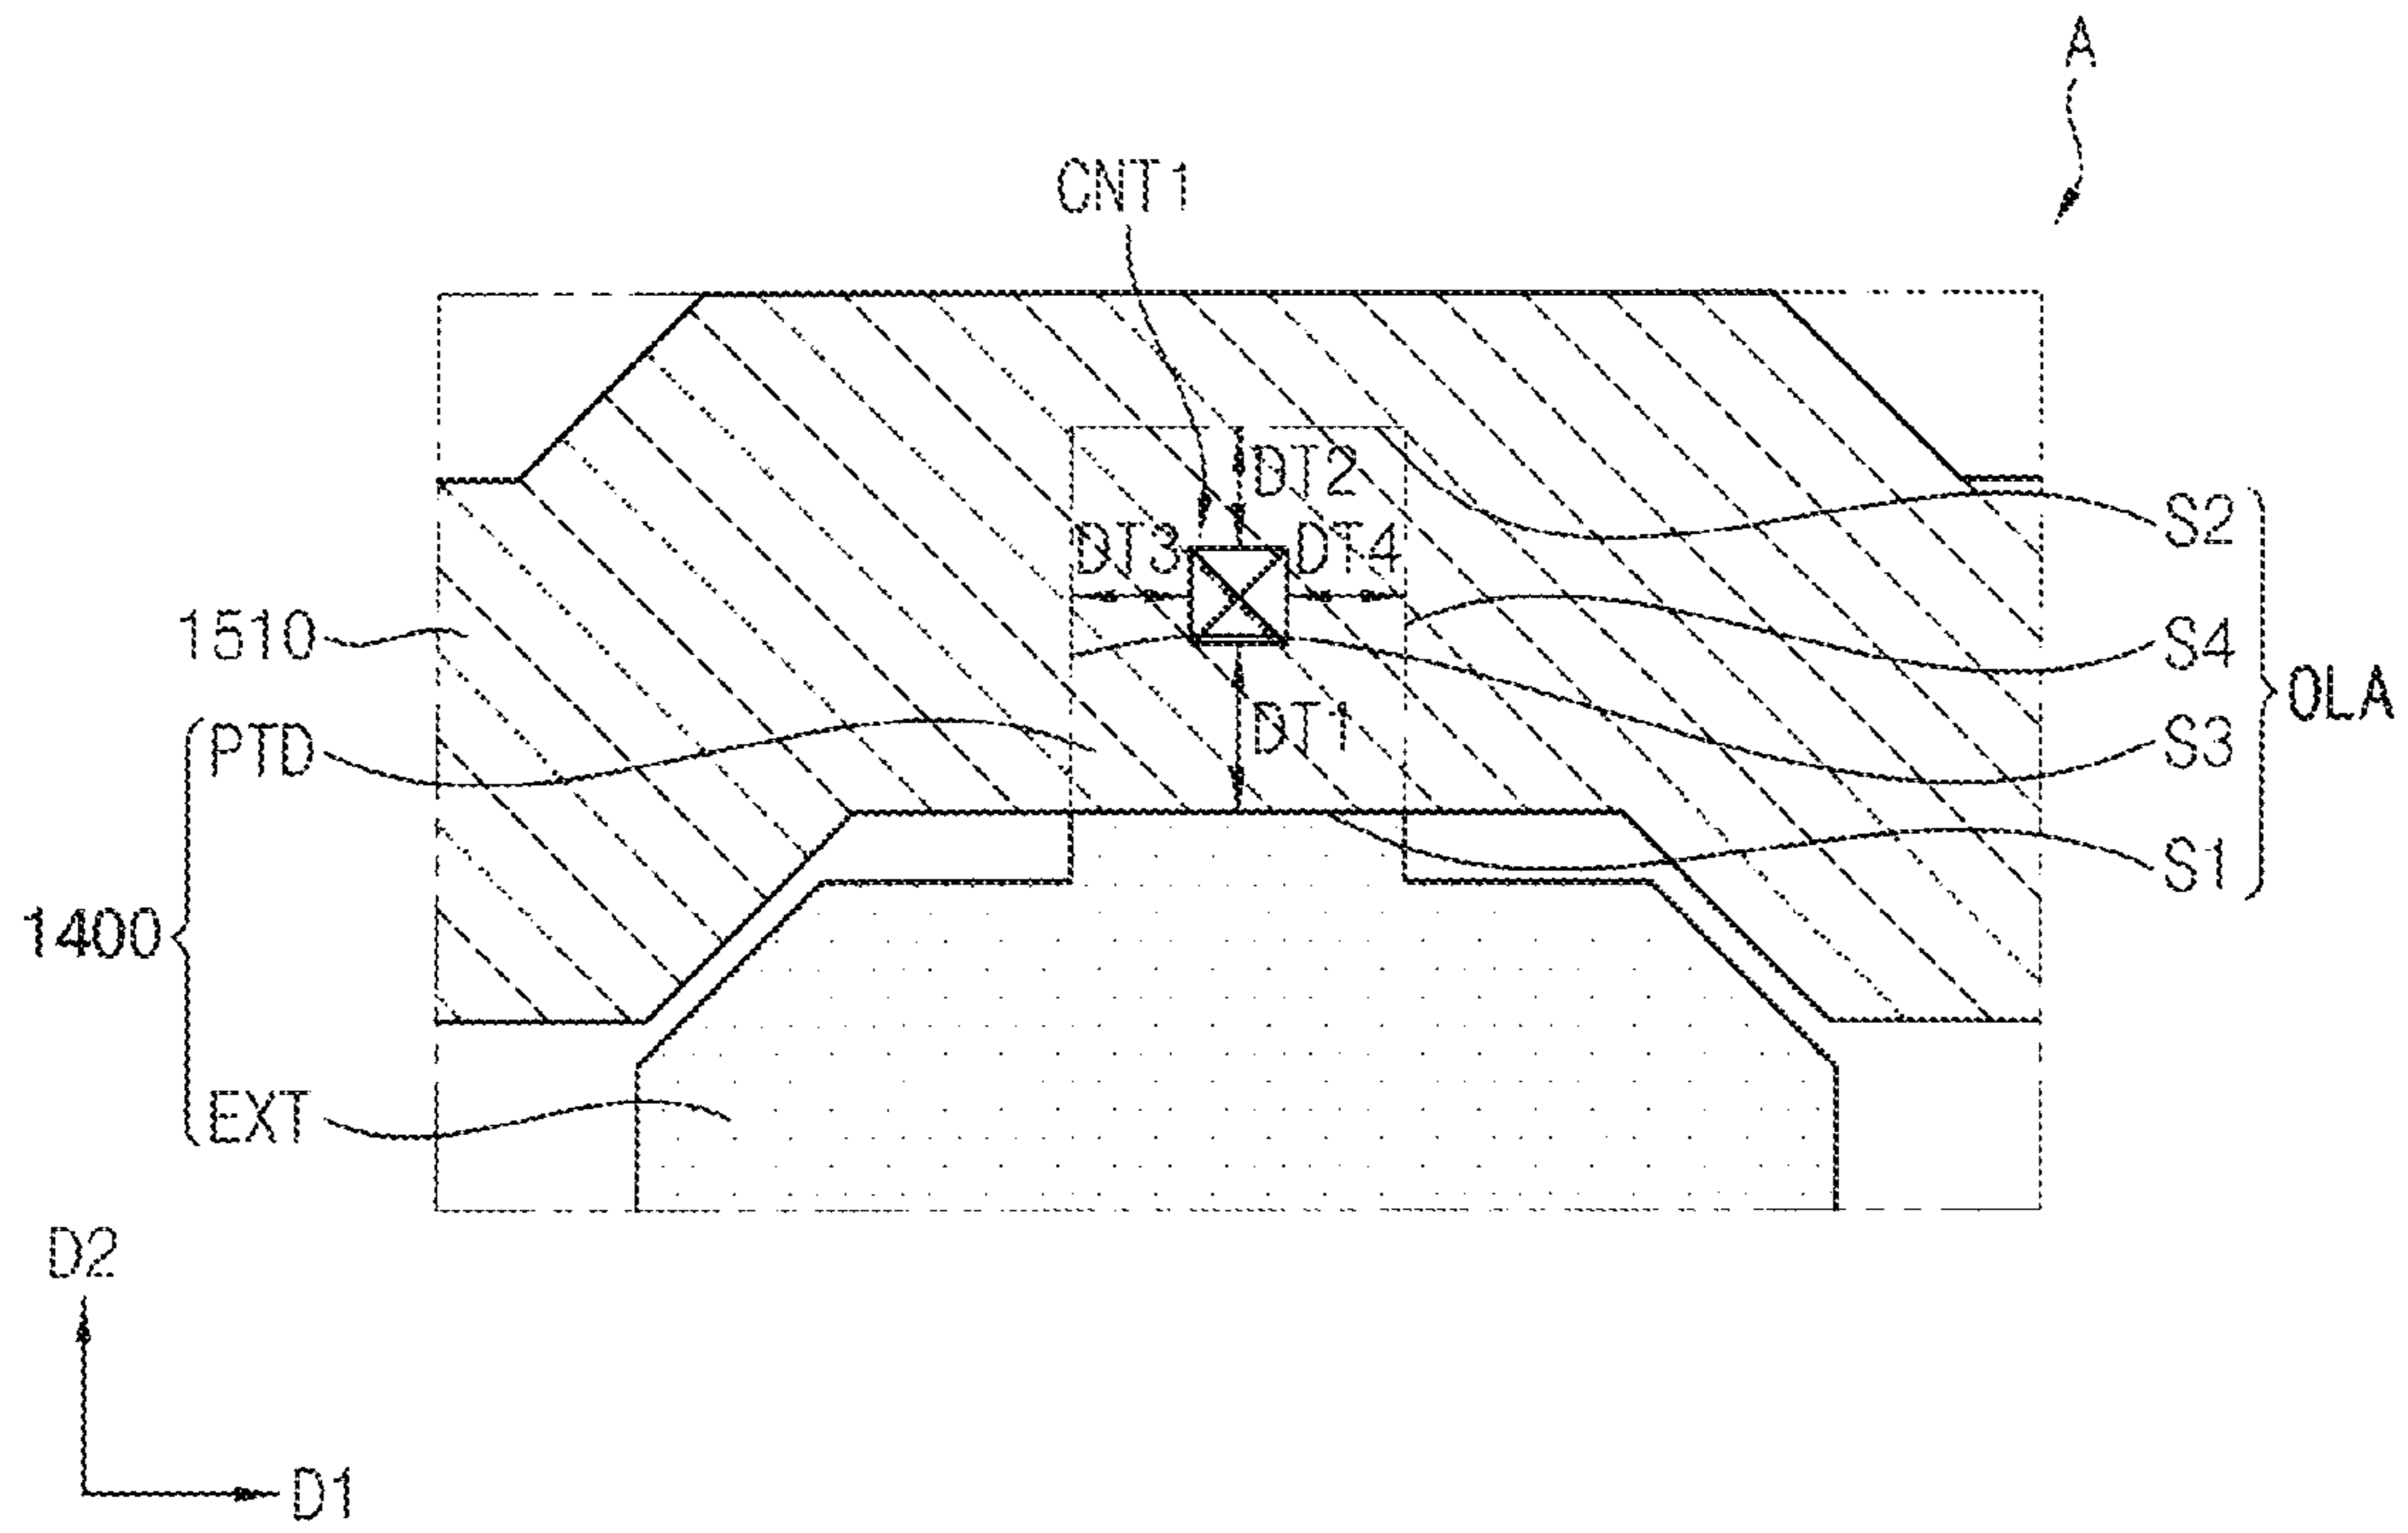 A
CNT1
DT2
S2
DT3
DT4
1510
S4
OLA
PTD
DT1
S3
S1
1400
EXT
D2
D1